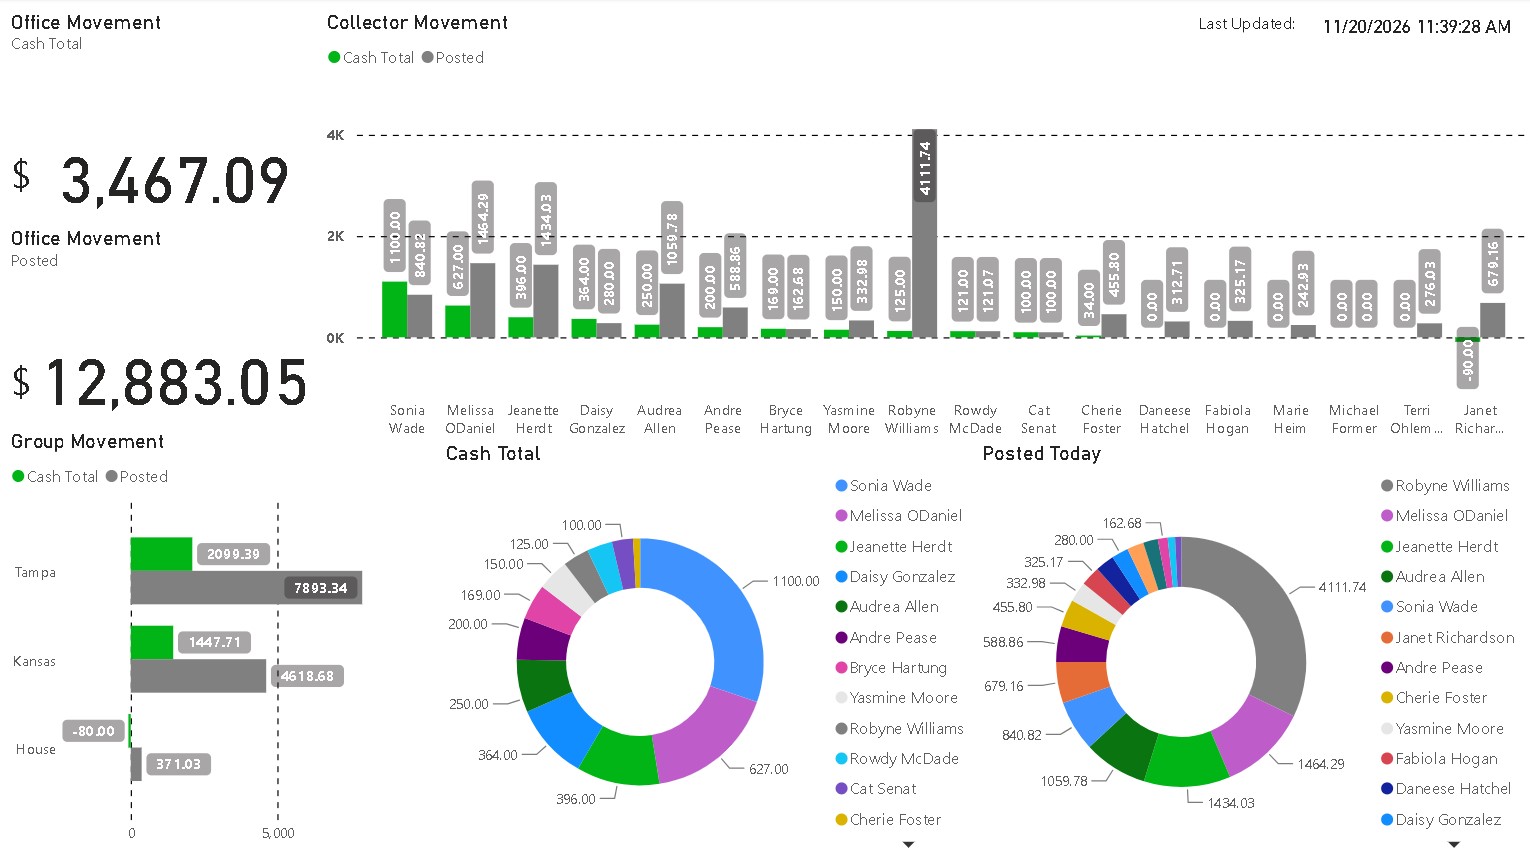 Office Movement
Cash Total
$ 3,467.09
Office Movement
Posted
$ 12,883.05
Collector Movement
Cash Total Posted
Last Updated: 11/20/2026 11:39:28 AM
4K
2K
0K
1100.00 840.82
627.00 1464.29
396.00 1434.03
364.00 280.00
250.00 1059.78
200.00 588.86
169.00 162.68
150.00 332.98
125.00 4111.74
121.00 121.07
100.00 100.00
34.00 455.80
0.00 312.71
0.00 325.17
0.00 242.93
0.00 0.00
0.00 276.03
-90.00 679.16
Sonia Wade
Melissa ODaniel
Jeanette Herdt
Daisy Gonzalez
Audrea Allen
Andre Pease
Bryce Hartung
Yasmine Moore
Robyne Williams
Rowdy McDade
Cat Senat
Cherie Foster
Daneese Hatchel
Fabiola Hogan
Marie Heim
Michael Former
Terri Ohlem...
Janet Richar...
Group Movement
Cash Total Posted
Tampa
2099.39
7893.34
Kansas
1447.71
4618.68
House
-80.00
371.03
0 5,000
Cash Total
1100.00
627.00
396.00
364.00
250.00
200.00
169.00
150.00
125.00
100.00
Sonia Wade
Melissa ODaniel
Jeanette Herdt
Daisy Gonzalez
Audrea Allen
Andre Pease
Bryce Hartung
Yasmine Moore
Robyne Williams
Rowdy McDade
Cat Senat
Cherie Foster
Posted Today
4111.74
1464.29
1434.03
1059.78
840.82
679.16
588.86
455.80
332.98
325.17
280.00
162.68
Robyne Williams
Melissa ODaniel
Jeanette Herdt
Audrea Allen
Sonia Wade
Janet Richardson
Andre Pease
Cherie Foster
Yasmine Moore
Fabiola Hogan
Daneese Hatchel
Daisy Gonzalez